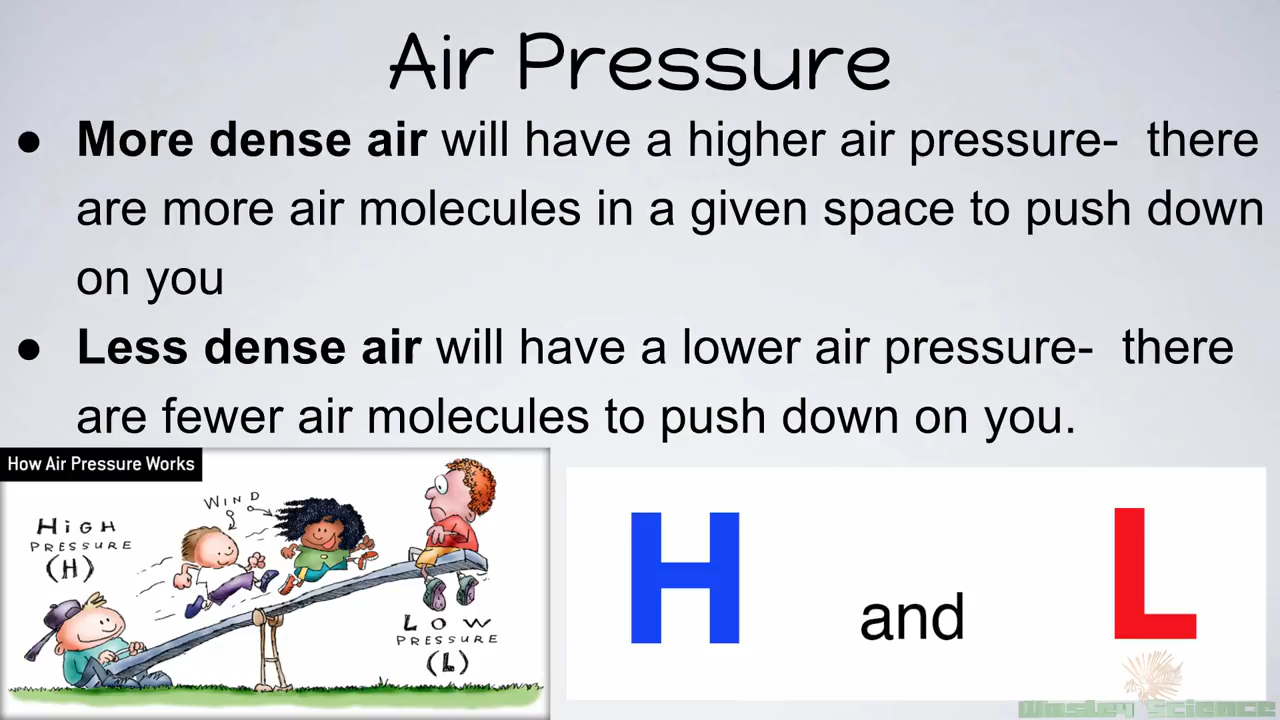 Air Pressure
● More dense air will have a higher air pressure-  there
are more air molecules in a given space to push down
on you
● Less dense air will have a lower air pressure-  there
are fewer air molecules to push down on you.
How Air Pressure Works
WIND
HIGH
PRESSURE
(H)
LOW
PRESSURE
(L)
H and L
Wasley Science